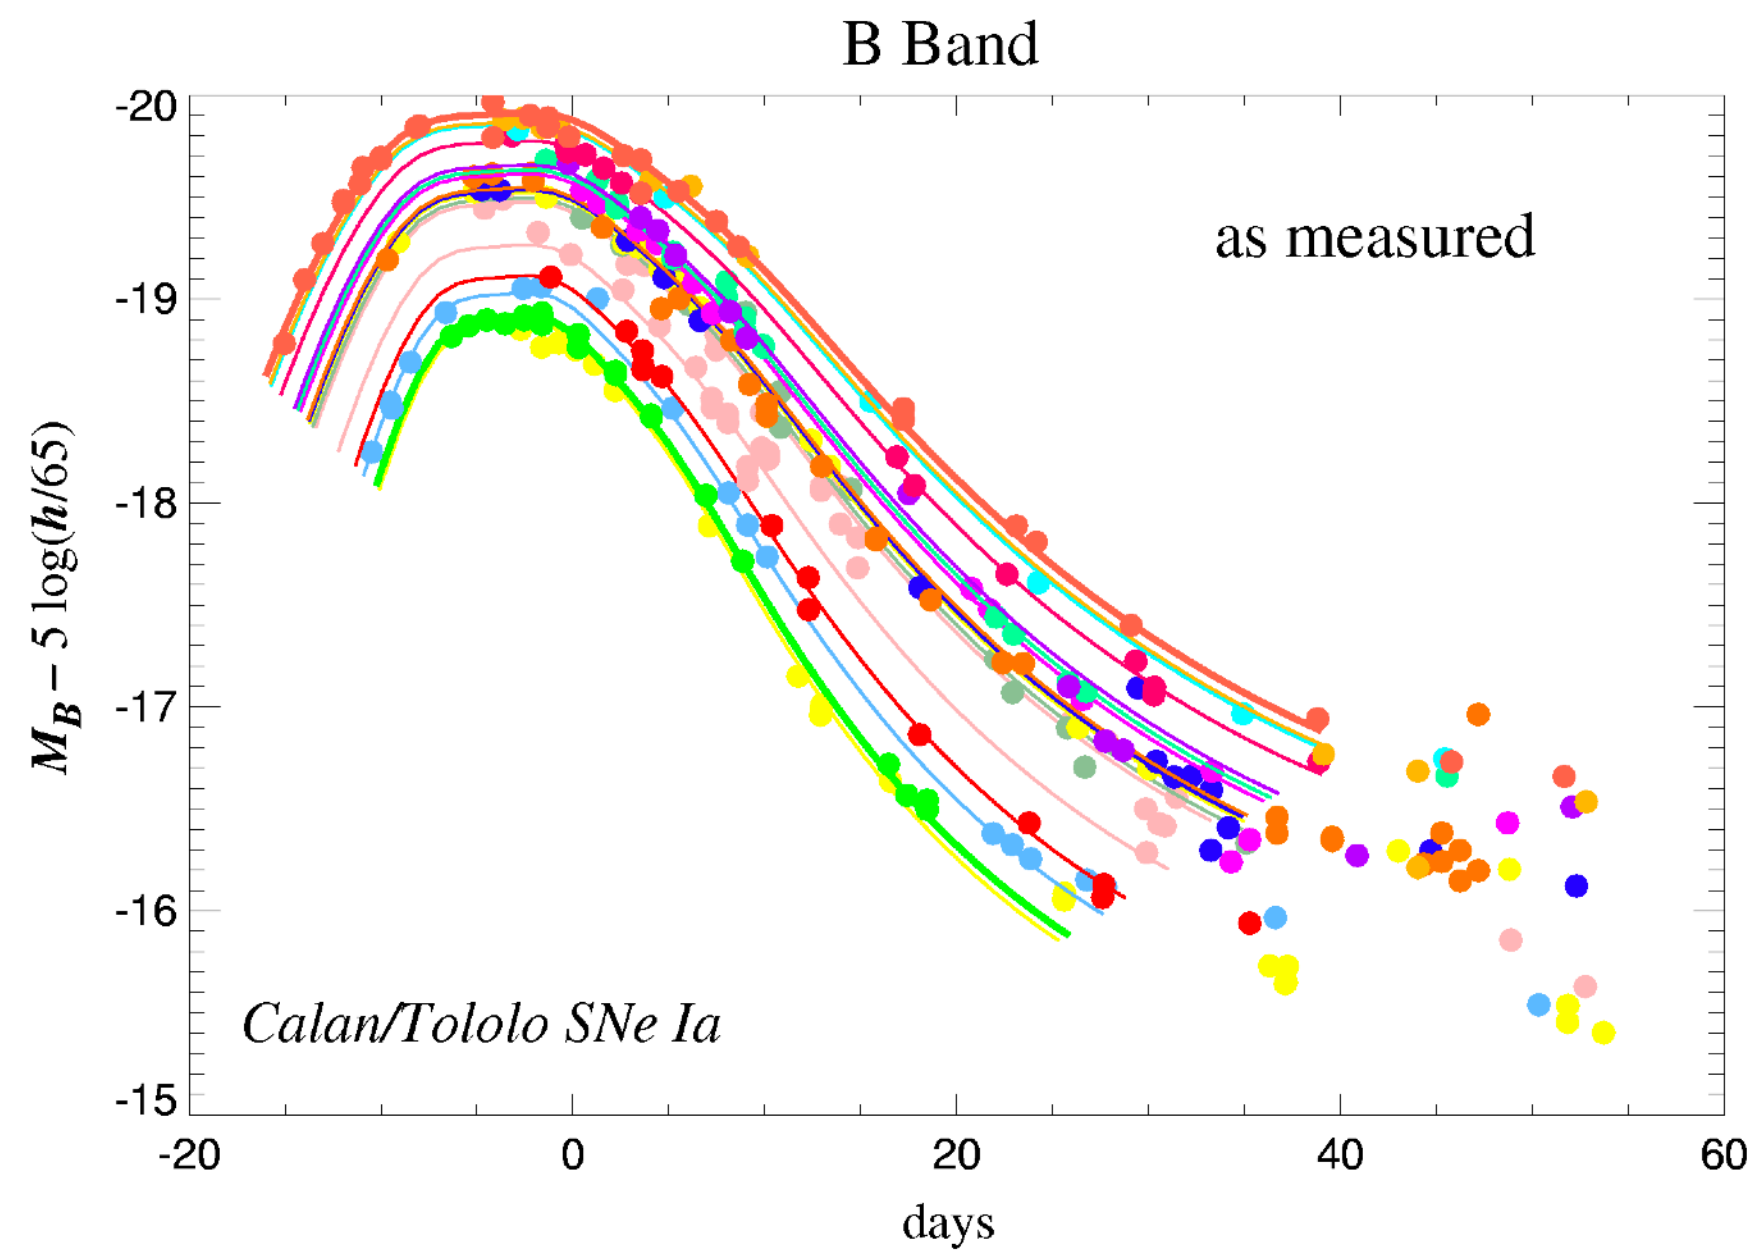 B Band
as measured
M_B – 5 log(h/65)
-20
-19
-18
-17
-16
-15
Calan/Tololo SNe Ia
-20 0 20 40 60
days